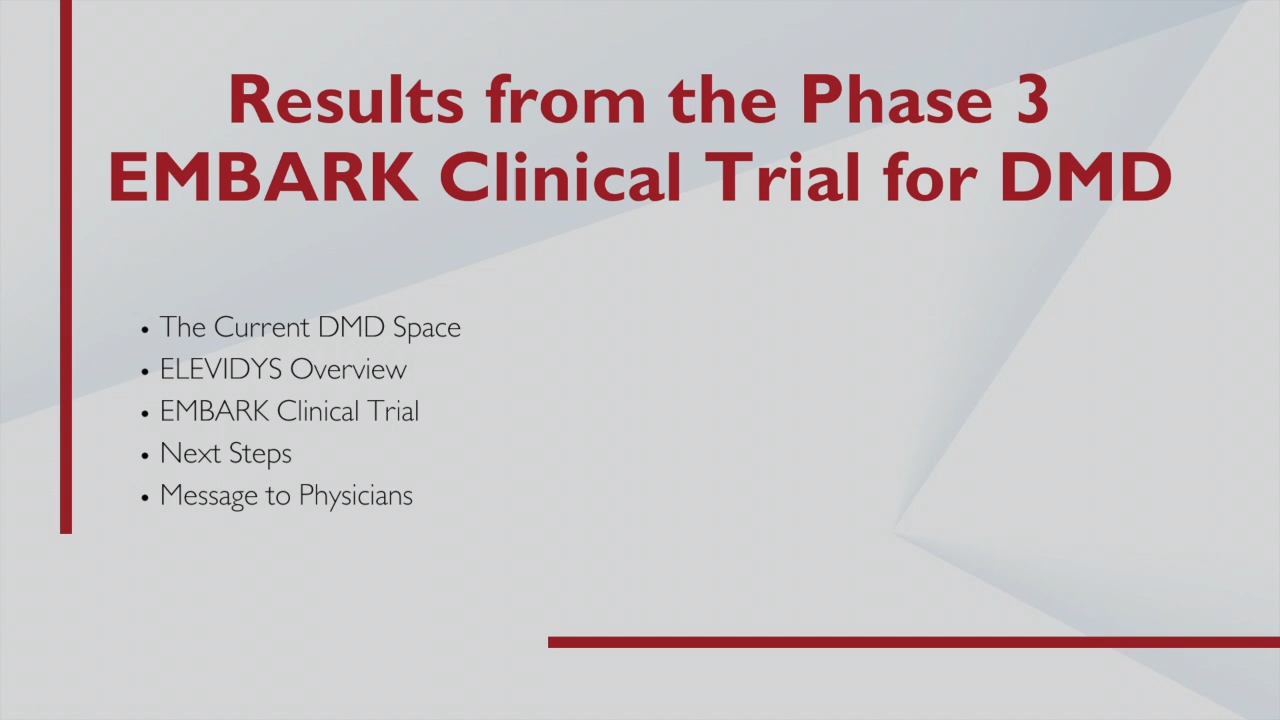 Results from the Phase 3
EMBARK Clinical Trial for DMD
• The Current DMD Space
• ELEVIDYS Overview
• EMBARK Clinical Trial
• Next Steps
• Message to Physicians